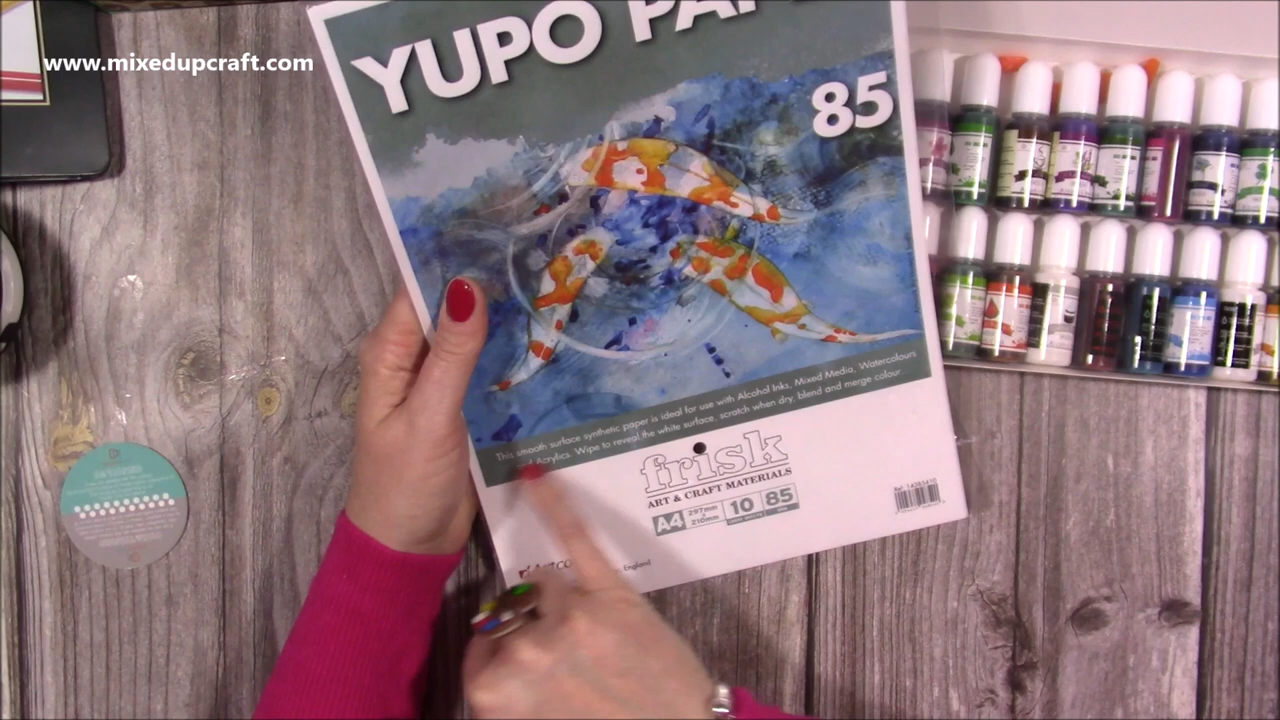 www.mixedupcraft.com
YUPO PAP
85
This smooth surface synthetic paper is ideal for use with Alcohol Inks, Mixed Media, Watercolours
Acrylics. Wipe to reveal the white surface, scratch when dry, blend and merge colour.
frisk
ART & CRAFT MATERIALS
A4 297mm x 210mm 10 85
England